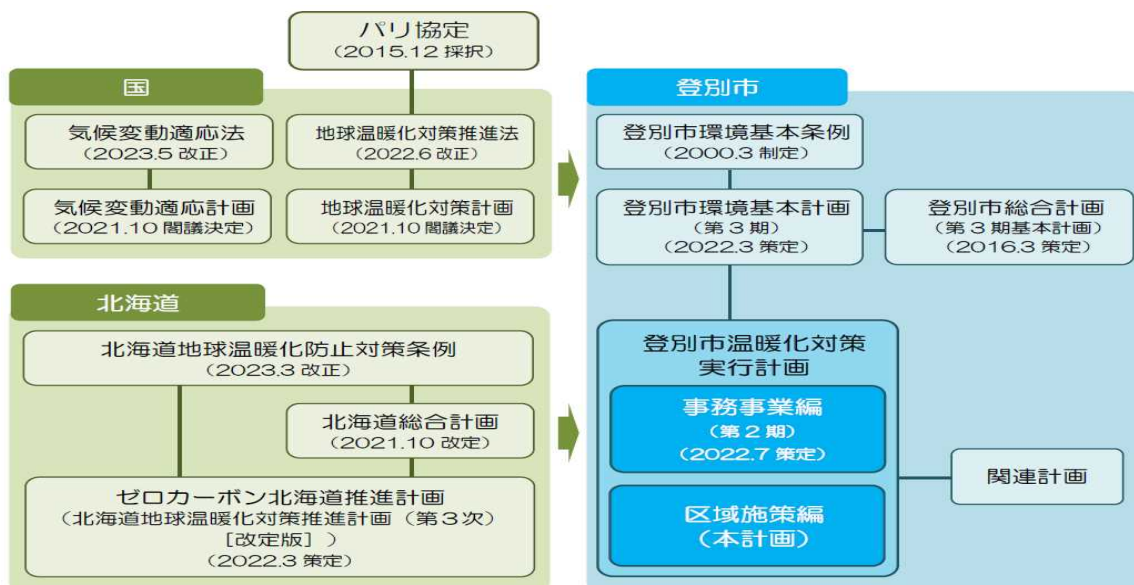 パリ協定
（2015.12 採択）
国
気候変動適応法
（2023.5 改正）
地球温暖化対策推進法
（2022.6 改正）
気候変動適応計画
（2021.10 閣議決定）
地球温暖化対策計画
（2021.10 閣議決定）
北海道
北海道地球温暖化防止対策条例
（2023.3 改正）
北海道総合計画
（2021.10 改定）
ゼロカーボン北海道推進計画
（北海道地球温暖化対策推進計画（第３次）
［改定版］）
（2022.3 策定）
登別市
登別市環境基本条例
（2000.3 制定）
登別市環境基本計画
（第３期）
（2022.3 策定）
登別市総合計画
（第３期基本計画）
（2016.3 策定）
登別市温暖化対策
実行計画
事務事業編
（第２期）
（2022.7 策定）
区域施策編
（本計画）
関連計画